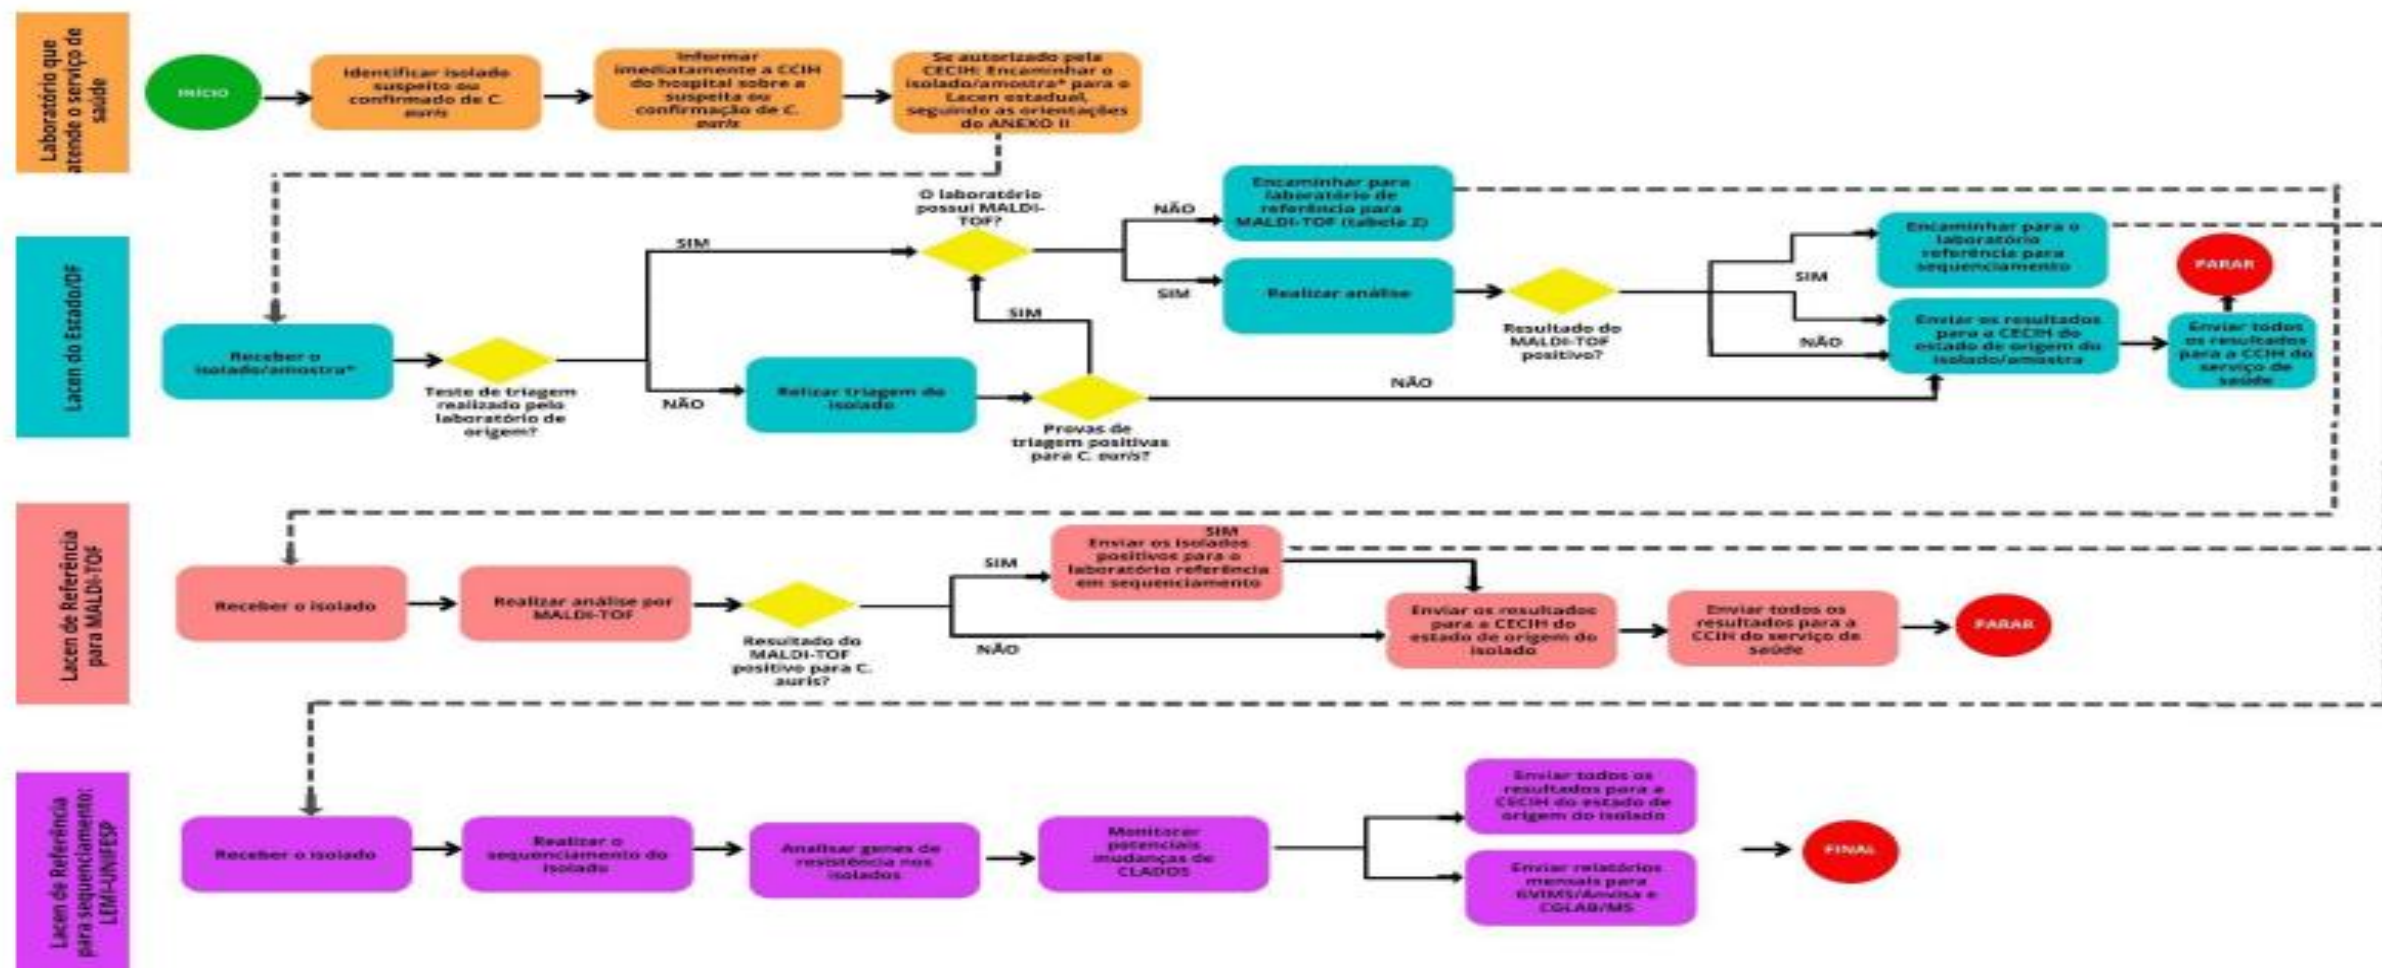 Laboratório que
atende o serviço de
saúde
INÍCIO
Identificar isolado
suspeito ou
confirmado de C.
auris
Informar
imediatamente a CCIH
do hospital sobre a
suspeita ou
confirmação de C.
auris
Se autorizado pela
CECIH: Encaminhar o
isolado/amostra* para o
Lacen estadual,
seguindo as orientações
do ANEXO II
Lacen do Estado/DF
Receber o
isolado/amostra*
Teste de triagem
realizado pelo
laboratório de
origem?
SIM
NÃO
Relizar triagem do
isolado
Provas de
triagem positivas
para C. auris?
SIM
NÃO
O laboratório
possui MALDI-
TOF?
NÃO
SIM
Encaminhar para
laboratório de
referência para
MALDI-TOF (tabela 2)
Realizar análise
Resultado do
MALDI-TOF
positivo?
SIM
NÃO
Encaminhar para o
laboratório
referência para
sequenciamento
Enviar os resultados
para a CECIH do
estado de origem do
isolado/amostra
Enviar todos
os resultados
para a CCIH do
serviço de
saúde
PARAR
Lacen de Referência
para MALDI-TOF
Receber o isolado
Realizar análise por
MALDI-TOF
Resultado do
MALDI-TOF
positivo para C.
auris?
SIM
NÃO
SIM
Enviar os isolados
positivos para o
laboratório referência
em sequenciamento
Enviar os resultados
para a CECIH do
estado de origem do
isolado
Enviar todos os
resultados para a
CCIH do serviço de
saúde
PARAR
Lacen de Referência
para sequenciamento:
LEMI-UNIFESP
Receber o isolado
Realizar o
sequenciamento do
isolado
Analisar genes de
resistência nos
isolados
Monitorar
potenciais
mudanças de
CLADOS
Enviar todos os
resultados para a
CECIH do estado de
origem do isolado
Enviar relatórios
mensais para
GVIMS/Anvisa e
CGLAB/MS
FINAL